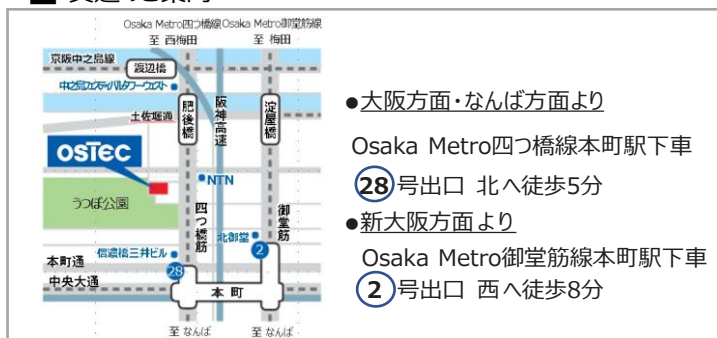 Osaka Metro四つ橋線 Osaka Metro御堂筋線
至 西梅田
至 梅田
京阪中之島線
渡辺橋
中之島フェスティバルタワーウエスト
肥後橋
阪神高速
淀屋橋
土佐堀通
OSTEC
NTN
うつぼ公園
四つ橋筋
御堂筋
北御堂
2
信濃橋三井ビル
本町通
28
中央大通
本町
至 なんば
至 なんば
●大阪方面・なんば方面より
Osaka Metro四つ橋線本町駅下車
28号出口 北へ徒歩5分
●新大阪方面より
Osaka Metro御堂筋線本町駅下車
2号出口 西へ徒歩8分